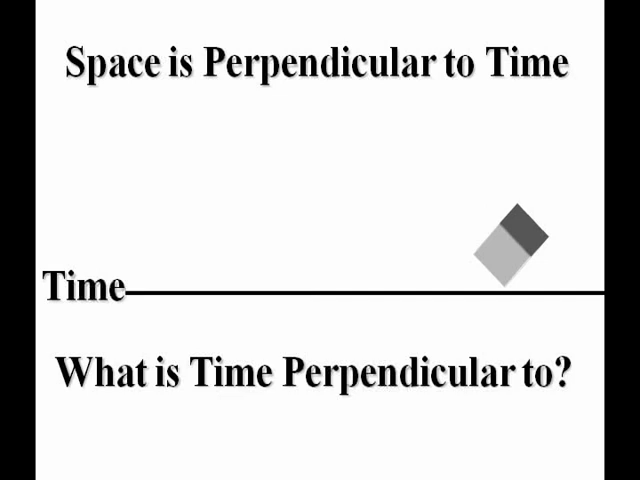 Space is Perpendicular to Time
Time
What is Time Perpendicular to?